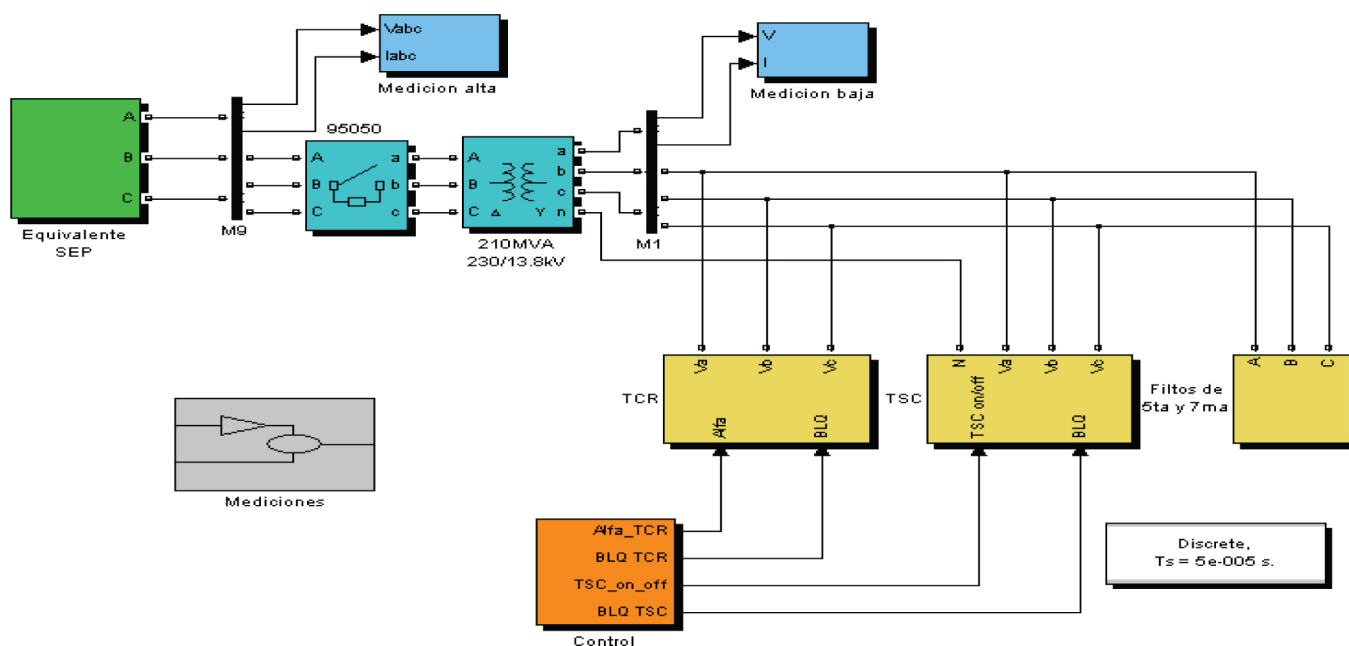 Vabc
Iabc
Medicion alta
V
I
Medicion baja
A
B
C
Equivalente
SEP
M9
95050
A
B
C
a
b
c
A
B
C
Δ
Y
a
b
c
n
210MVA
230/13.8kV
M1
TCR
Va
Vb
Vc
Alfa
BLQ
TSC
N
Va
Vb
Vc
TSC on/off
BLQ
Filtos de
5ta y 7ma
A
B
C
Mediciones
Alfa_TCR
BLQ TCR
TSC_on_off
BLQ TSC
Control
Discrete,
Ts = 5e-005 s.